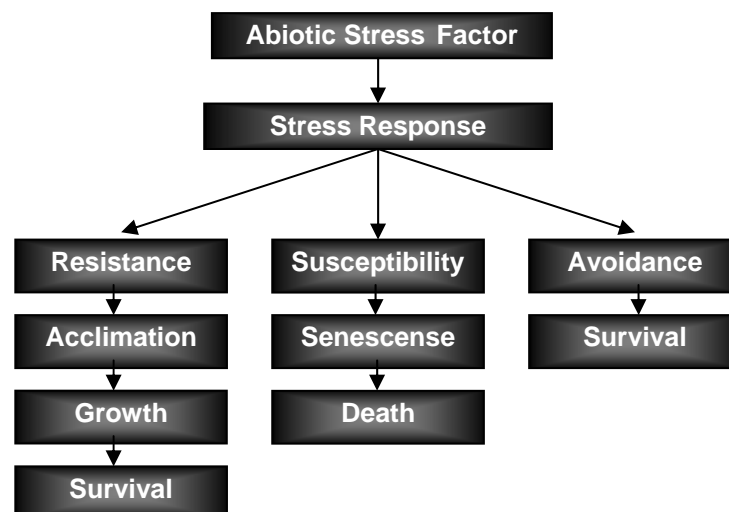 Abiotic Stress Factor
Stress Response
Resistance
Susceptibility
Avoidance
Acclimation
Senescense
Survival
Growth
Death
Survival